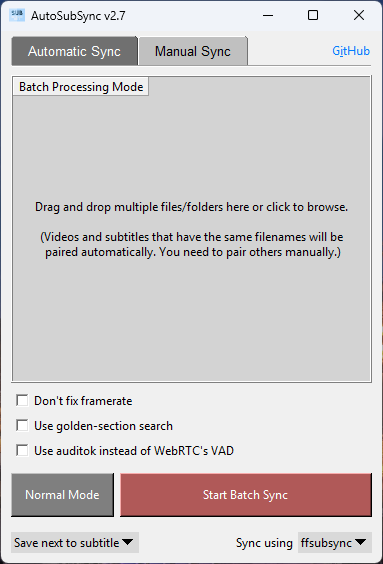 SUB
AutoSubSync v2.7
Automatic Sync
Manual Sync
GitHub
Batch Processing Mode
Drag and drop multiple files/folders here or click to browse.
(Videos and subtitles that have the same filenames will be
paired automatically. You need to pair others manually.)
Don't fix framerate
Use golden-section search
Use auditok instead of WebRTC's VAD
Normal Mode
Start Batch Sync
Save next to subtitle
Sync using
ffsubsync